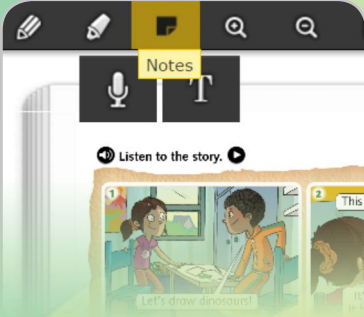 Notes
T
Listen to the story.
1
2
This
Let's draw dinosaurs!